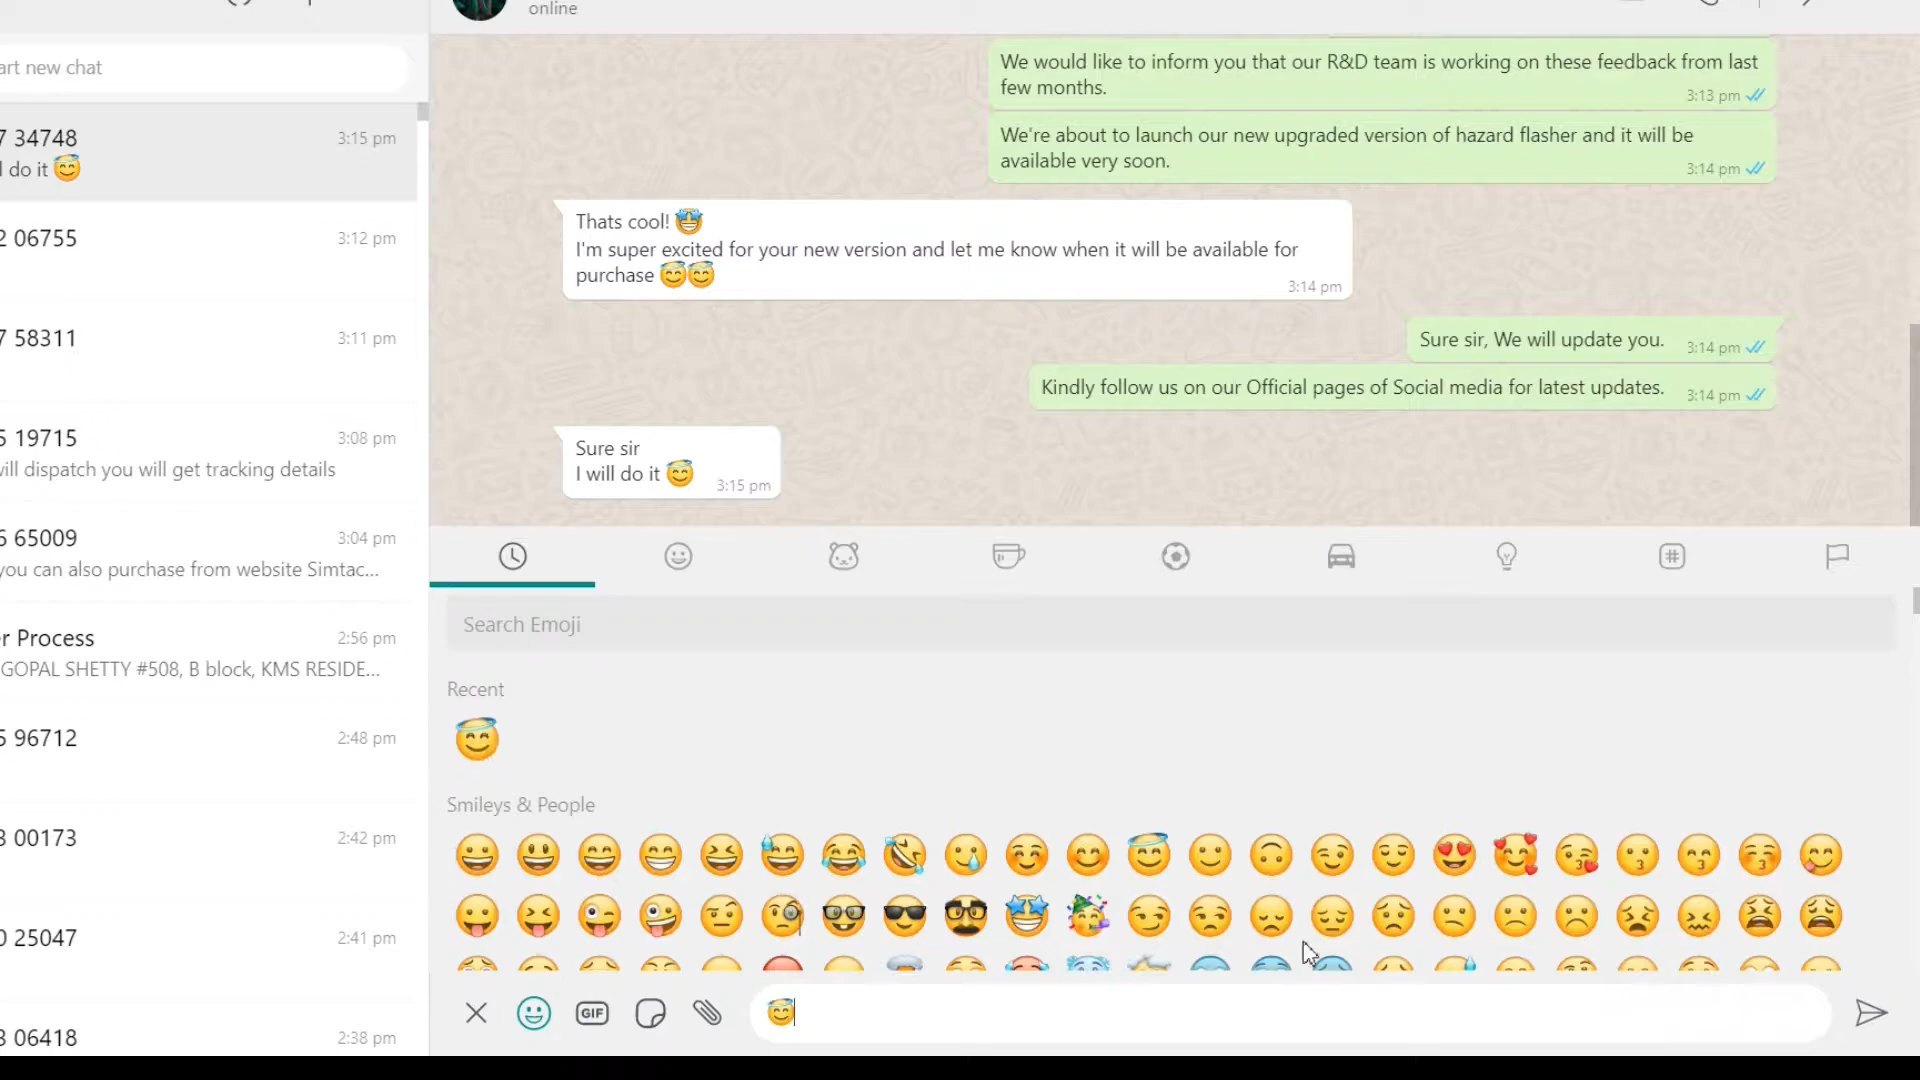 online
art new chat
7 34748
3:15 pm
l do it 😇
2 06755
3:12 pm
7 58311
3:11 pm
5 19715
3:08 pm
vill dispatch you will get tracking details
6 65009
3:04 pm
you can also purchase from website Simtac...
er Process
2:56 pm
GOPAL SHETTY #508, B block, KMS RESIDE...
5 96712
2:48 pm
3 00173
2:42 pm
0 25047
2:41 pm
3 06418
2:38 pm
We would like to inform you that our R&D team is working on these feedback from last
few months.
3:13 pm
We're about to launch our new upgraded version of hazard flasher and it will be
available very soon.
3:14 pm
Thats cool! 🤩
I'm super excited for your new version and let me know when it will be available for
purchase 😇😇
3:14 pm
Sure sir, We will update you.
3:14 pm
Kindly follow us on our Official pages of Social media for latest updates.
3:14 pm
Sure sir
I will do it 😇
3:15 pm
Search Emoji
Recent
Smileys & People
GIF